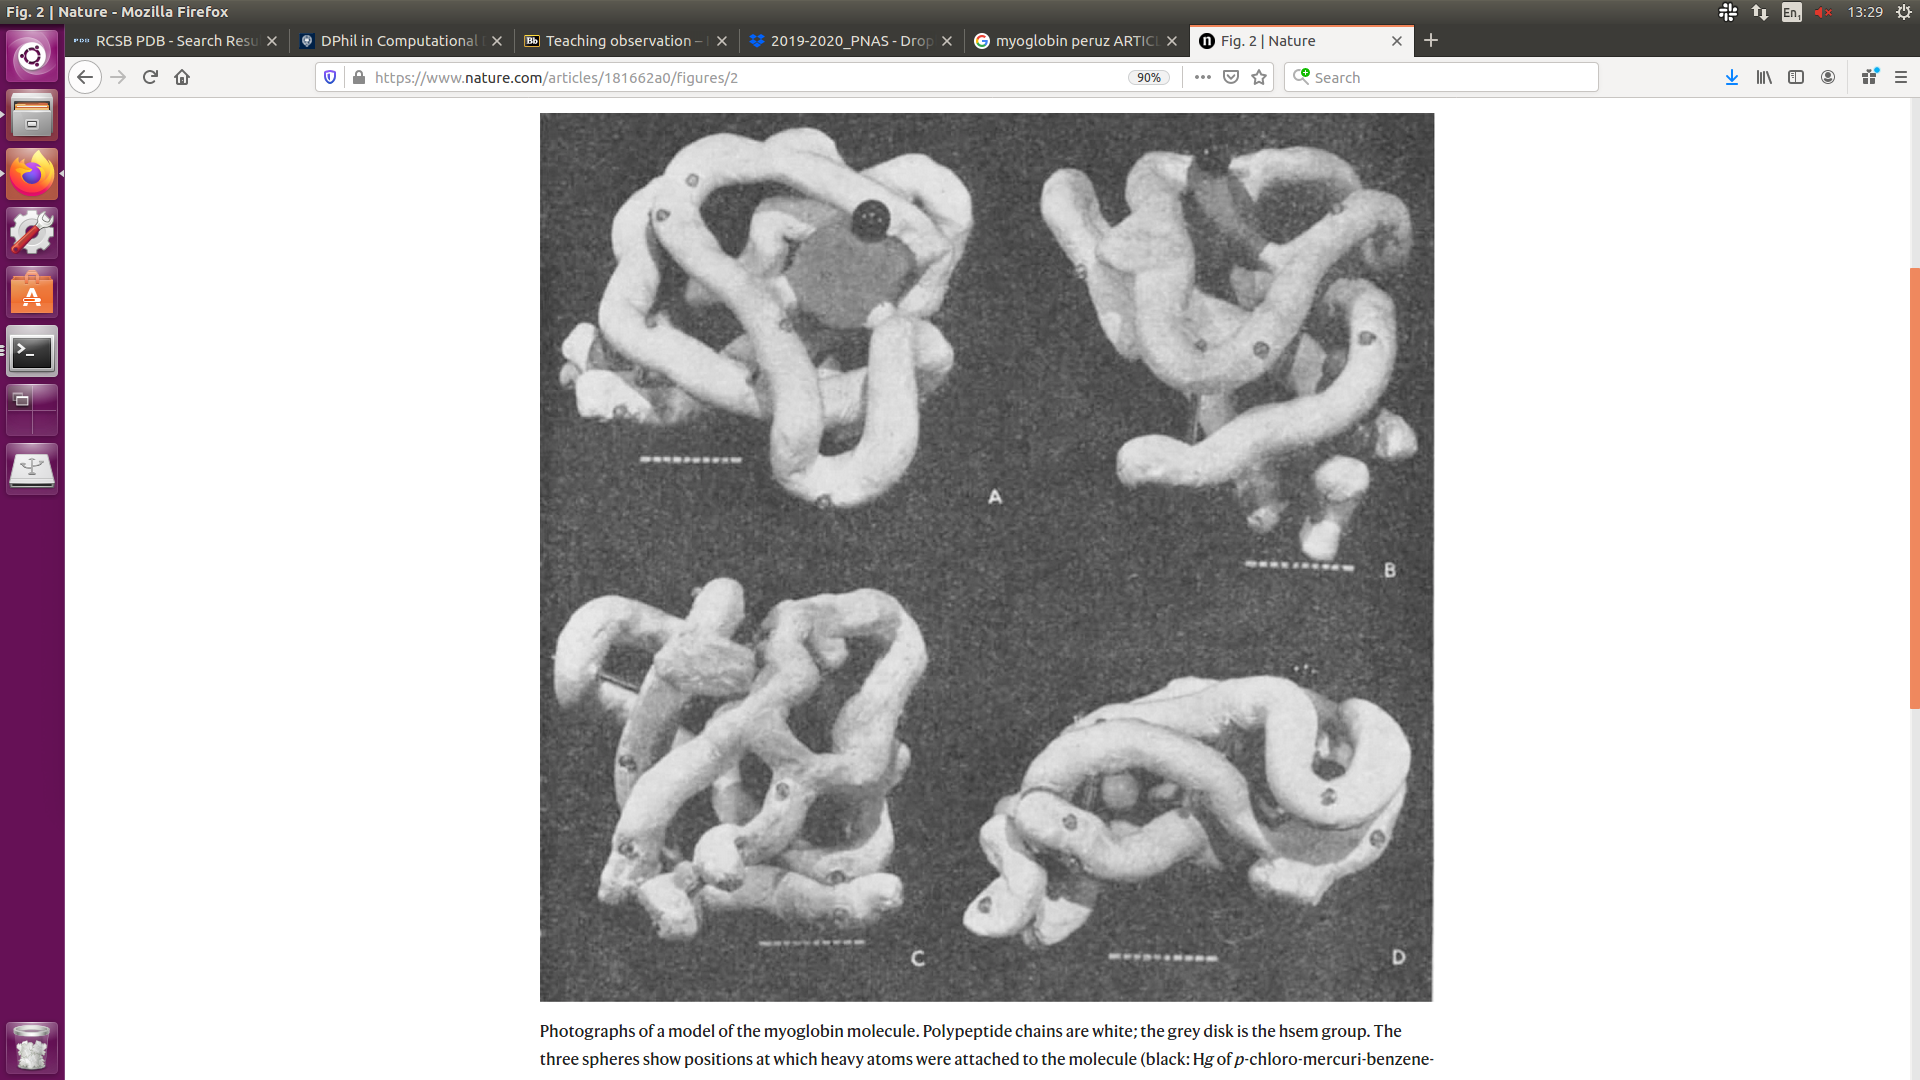 Fig. 2 | Nature - Mozilla Firefox
En1
13:29
PDB
RCSB PDB - Search Resu
DPhil in Computational
Bb
Teaching observation –
2019-2020_PNAS - Drop
myoglobin peruz ARTIC
n
Fig. 2 | Nature
https://www.nature.com/articles/181662a0/figures/2
90%
Search
A
B
C
D
Photographs of a model of the myoglobin molecule. Polypeptide chains are white; the grey disk is the hsem group. The
three spheres show positions at which heavy atoms were attached to the molecule (black: Hg of p-chloro-mercuri-benzene-